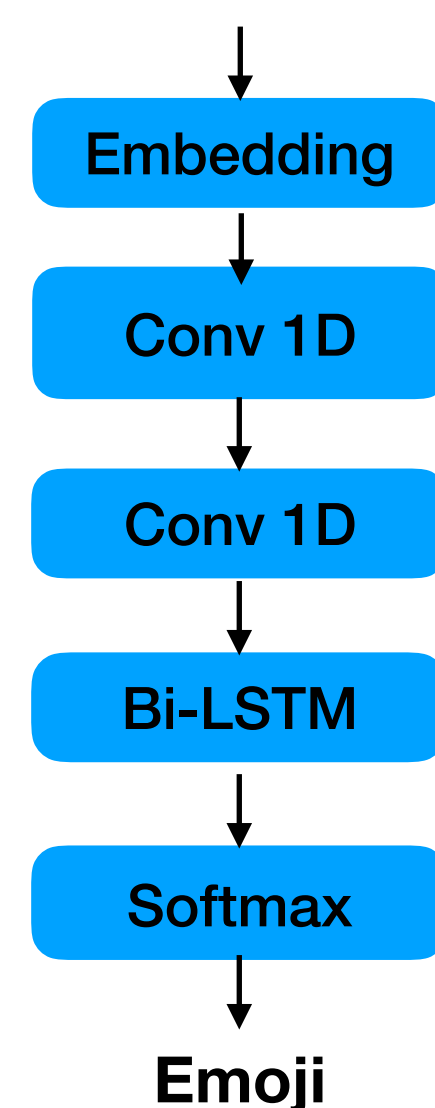 Embedding
Conv 1D
Conv 1D
Bi-LSTM
Softmax
Emoji